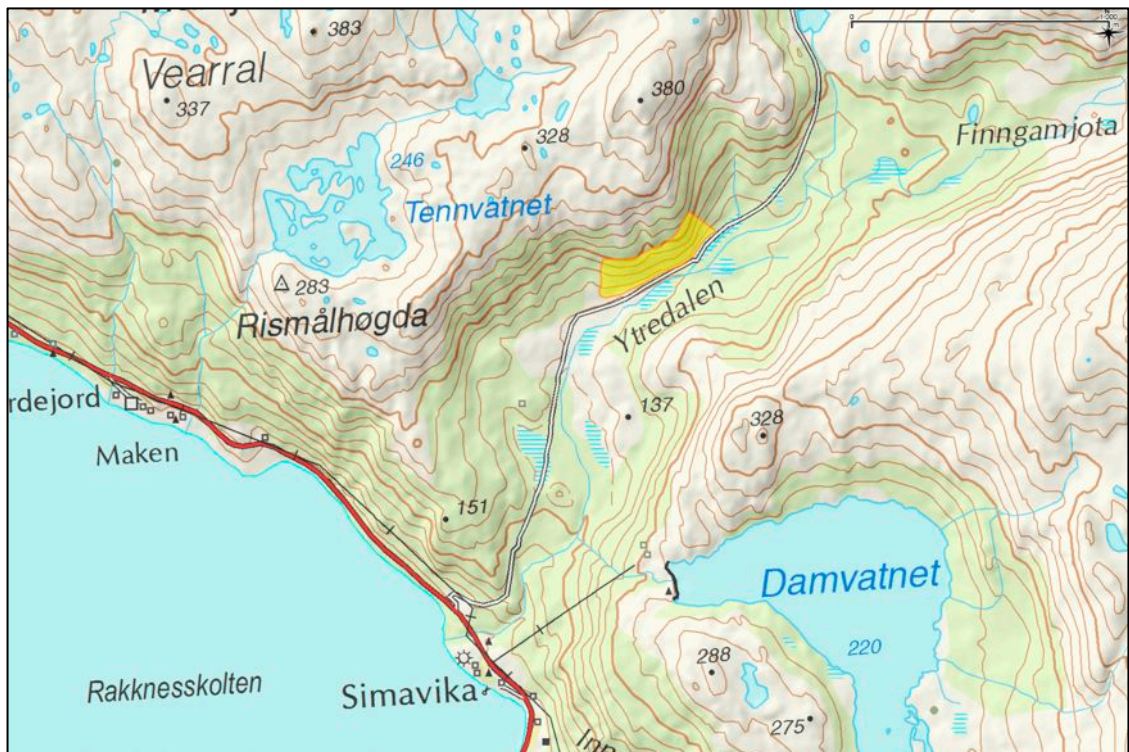 383
Vearral
337
380
328
Finngamjota
246
Tennvatnet
283
Rismålhøgda
Ytredalen
rdejord
137
328
Maken
151
Damvatnet
220
Rakknesskolten
288
Simavika
275
Inn